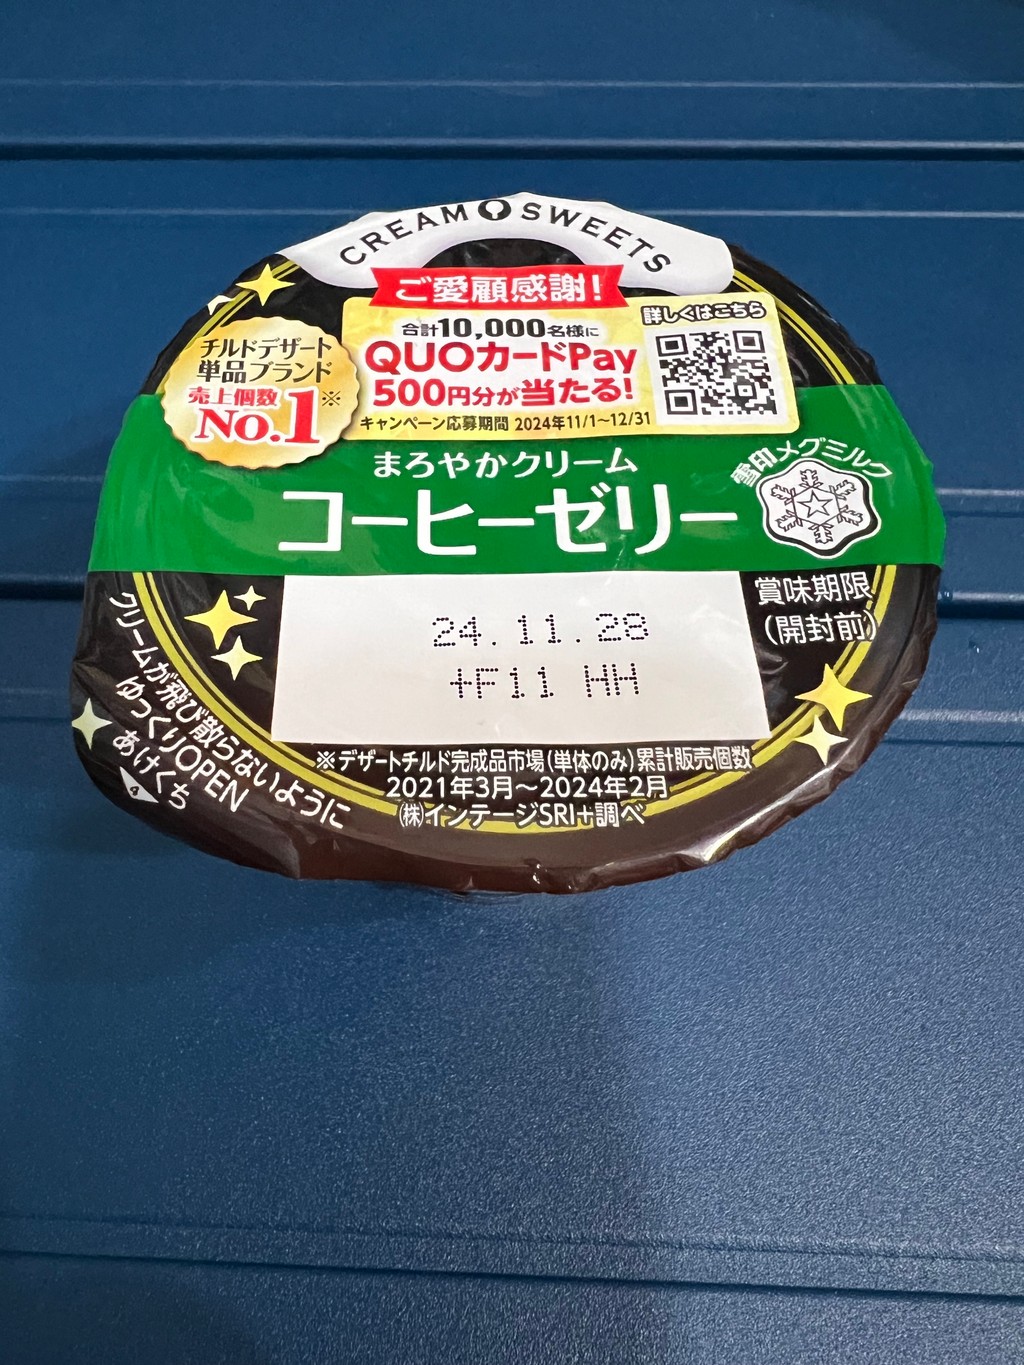 CREAM SWEETS
ご愛顧感謝!
合計10,000名様に
QUOカードPay
500円分が当たる!
キャンペーン応募期間 2024年11/1〜12/31
詳しくはこちら
チルドデザート
単品ブランド
売上個数
No.1※
まろやかクリーム
コーヒーゼリー
雪印メグミルク
賞味期限
(開封前)
24.11.28
+F11 HH
※デザートチルド完成品市場(単体のみ)累計販売個数
2021年3月〜2024年2月
㈱インテージSRI+調べ
クリームが飛び散らないように
ゆっくりOPEN
あけくち
4